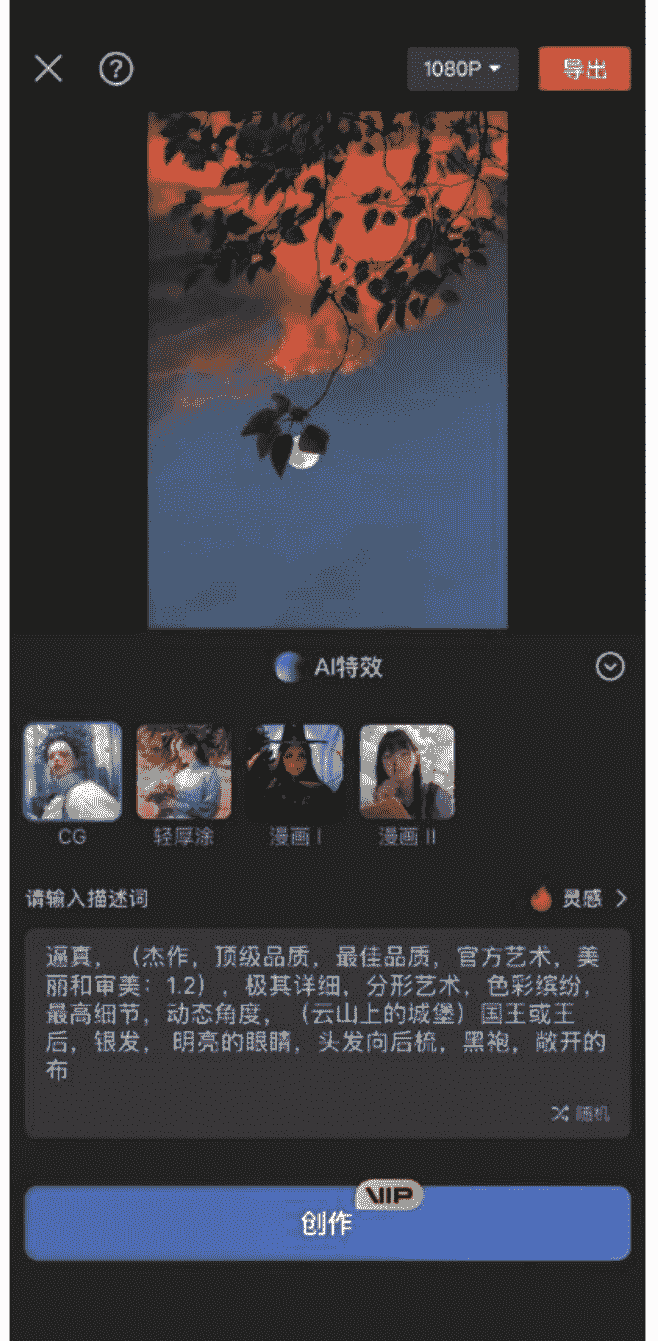 1080P
导出
AI特效
CG
轻厚涂
漫画 I
漫画 II
请输入描述词
灵感
逼真，（杰作，顶级品质，最佳品质，官方艺术，美
丽和审美：1.2），极其详细，分形艺术，色彩缤纷，
最高细节，动态角度，（云山上的城堡）国王或王
后，银发， 明亮的眼睛，头发向后梳，黑袍，敞开的
布
随机
VIP
创作